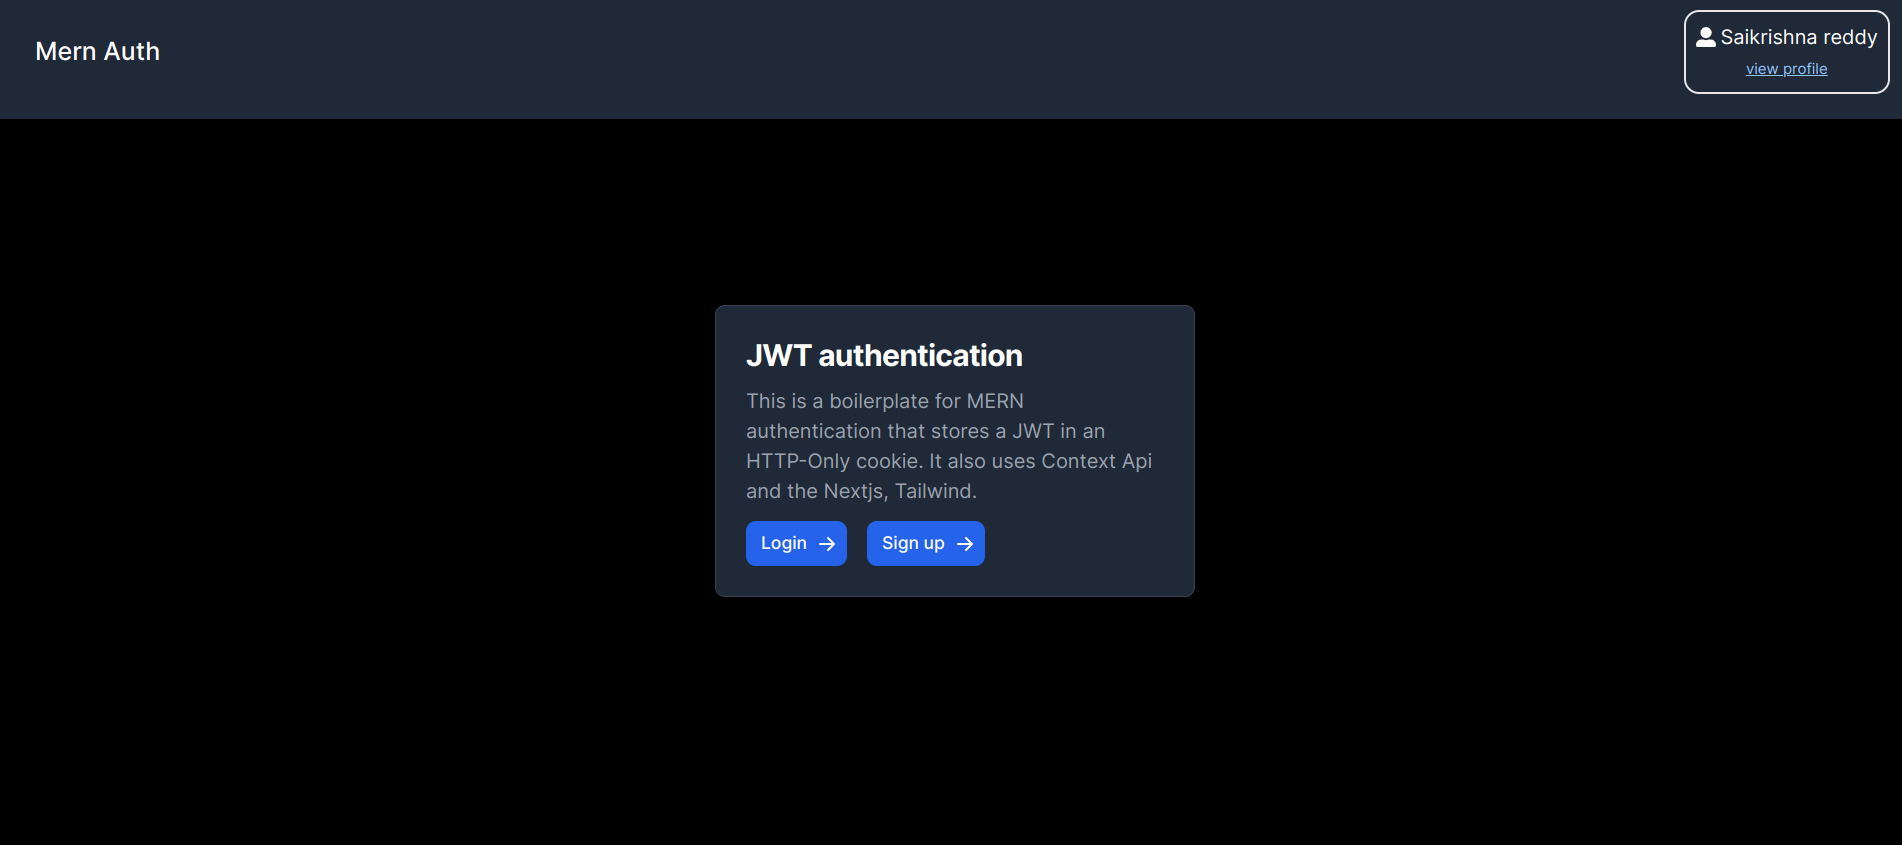 Mern Auth
Saikrishna reddy
view profile
JWT authentication
This is a boilerplate for MERN
authentication that stores a JWT in an
HTTP-Only cookie. It also uses Context Api
and the Nextjs, Tailwind.
Login
Sign up